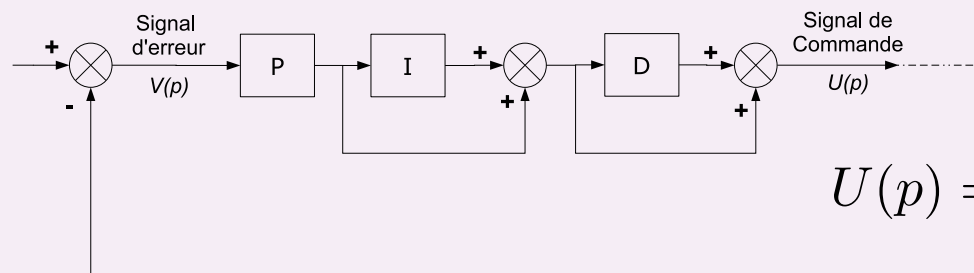 Signal
d'erreur
V(p)
+
-
P
I
+
+
D
+
+
Signal de
Commande
U(p)
U(p) =